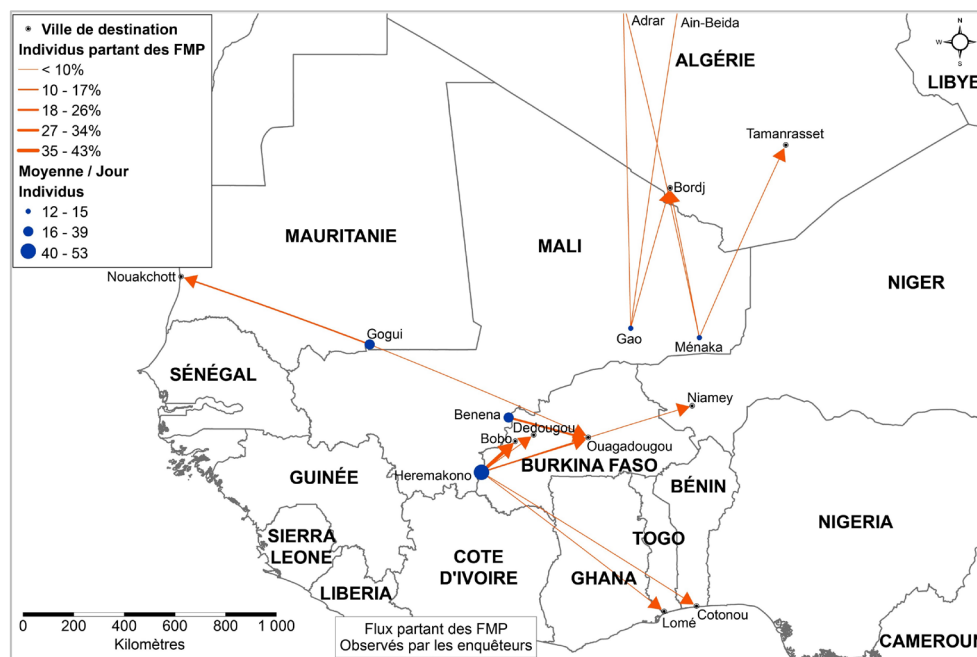 Ville de destination
Individus partant des FMP
< 10%
10 - 17%
18 - 26%
27 - 34%
35 - 43%
Moyenne / Jour
Individus
12 - 15
16 - 39
40 - 53
Adrar
Ain-Beida
N
W
E
S
ALGÉRIE
LIBYE
Tamanrasset
Bordj
MAURITANIE
MALI
NIGER
Nouakchott
Gogui
Gao
Ménaka
SÉNÉGAL
Niamey
Benena
Dedougou
Bobo
Ouagadougou
BURKINA FASO
Heremakono
GUINÉE
BÉNIN
NIGERIA
SIERRA
LEONE
TOGO
COTE
D'IVOIRE
GHANA
LIBERIA
Lomé
Cotonou
CAMEROUN
0 200 400 600 800 1 000
Kilomètres
Flux partant des FMP
Observés par les enquêteurs